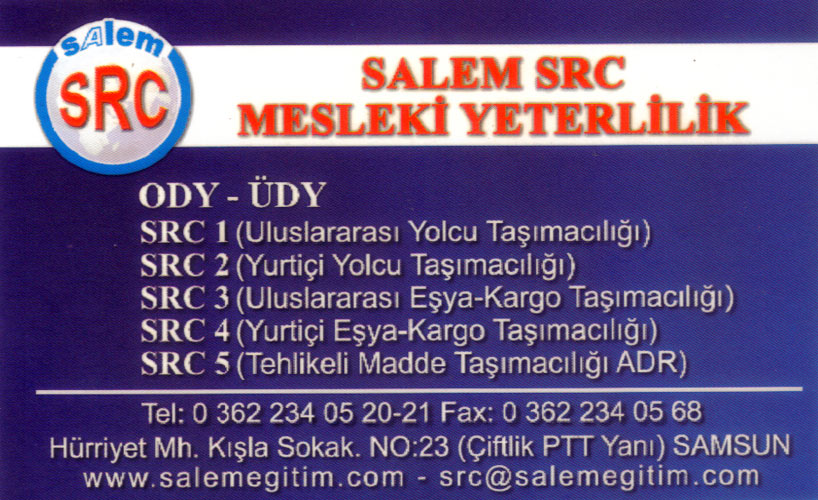 sAlem
SRC
SALEM SRC
MESLEKİ YETERLİLİK
ODY - ÜDY
SRC 1 (Uluslararası Yolcu Taşımacılığı)
SRC 2 (Yurtiçi Yolcu Taşımacılığı)
SRC 3 (Uluslararası Eşya-Kargo Taşımacılığı)
SRC 4 (Yurtiçi Eşya-Kargo Taşımacılığı)
SRC 5 (Tehlikeli Madde Taşımacılığı ADR)
Tel: 0 362 234 05 20-21 Fax: 0 362 234 05 68
Hürriyet Mh. Kışla Sokak. NO:23 (Çiftlik PTT Yanı) SAMSUN
www.salemegitim.com - src@salemegitim.com